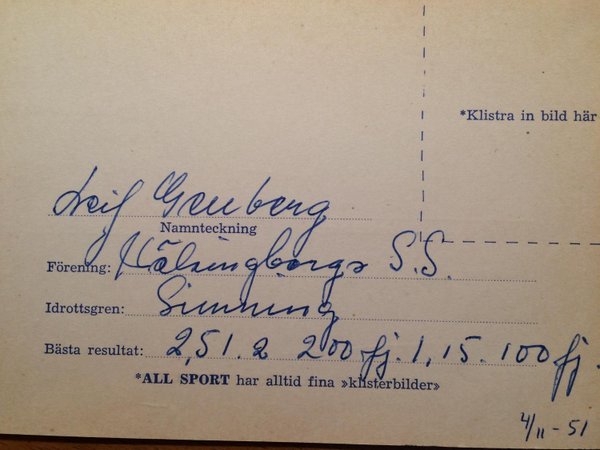 *Klistra in bild här
Leif Grenberg
Namnteckning
Förening: Hälsingborgs S.S.
Idrottsgren: Simning
Bästa resultat: 2,51.2 200 fj. 1,15. 100 fj
*ALL SPORT har alltid fina »klisterbilder»
4/11-51